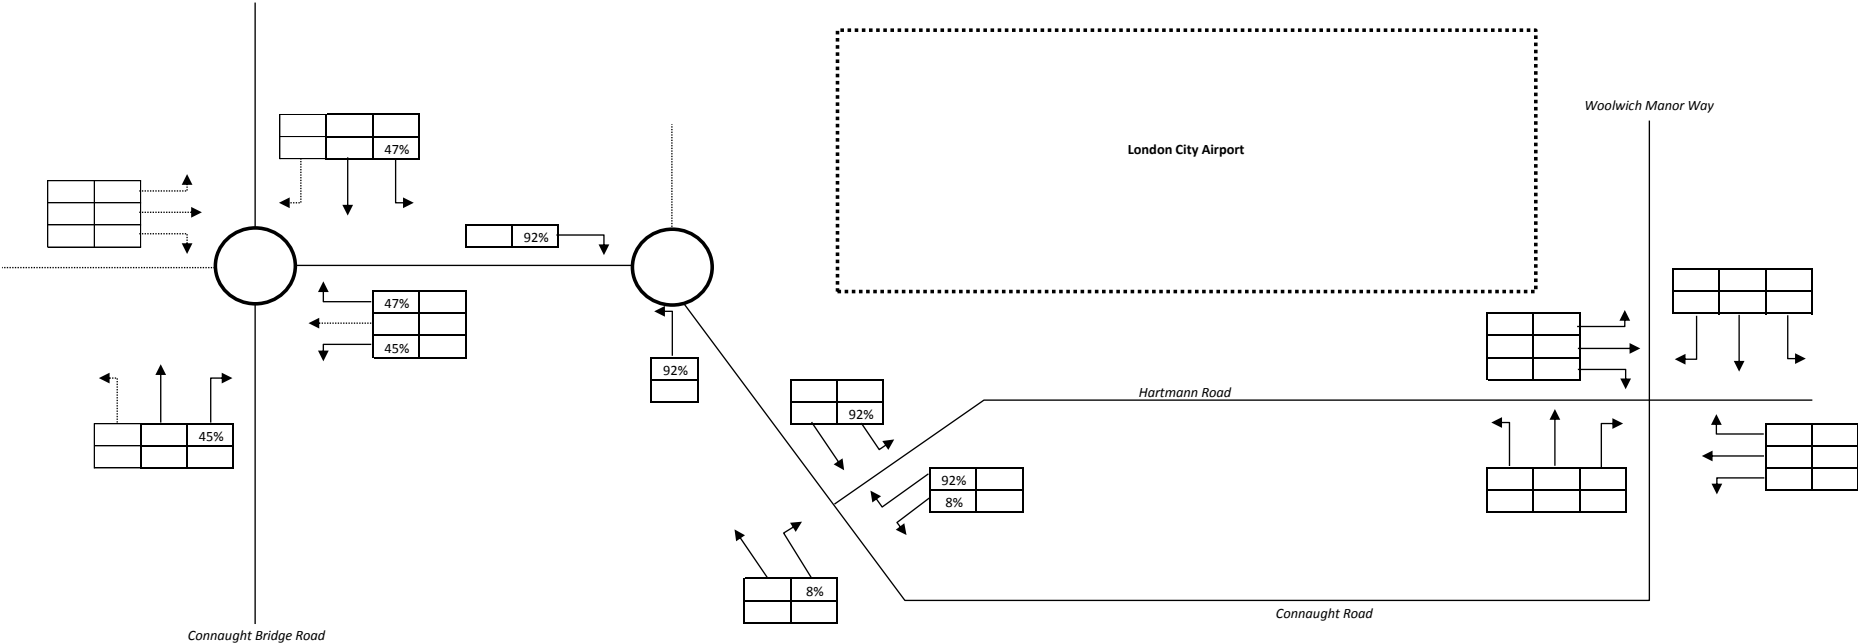 Woolwich Manor Way
London City Airport
47%
92%
47%
45%
92%
Hartmann Road
92%
45%
92%
8%
8%
Connaught Road
Connaught Bridge Road